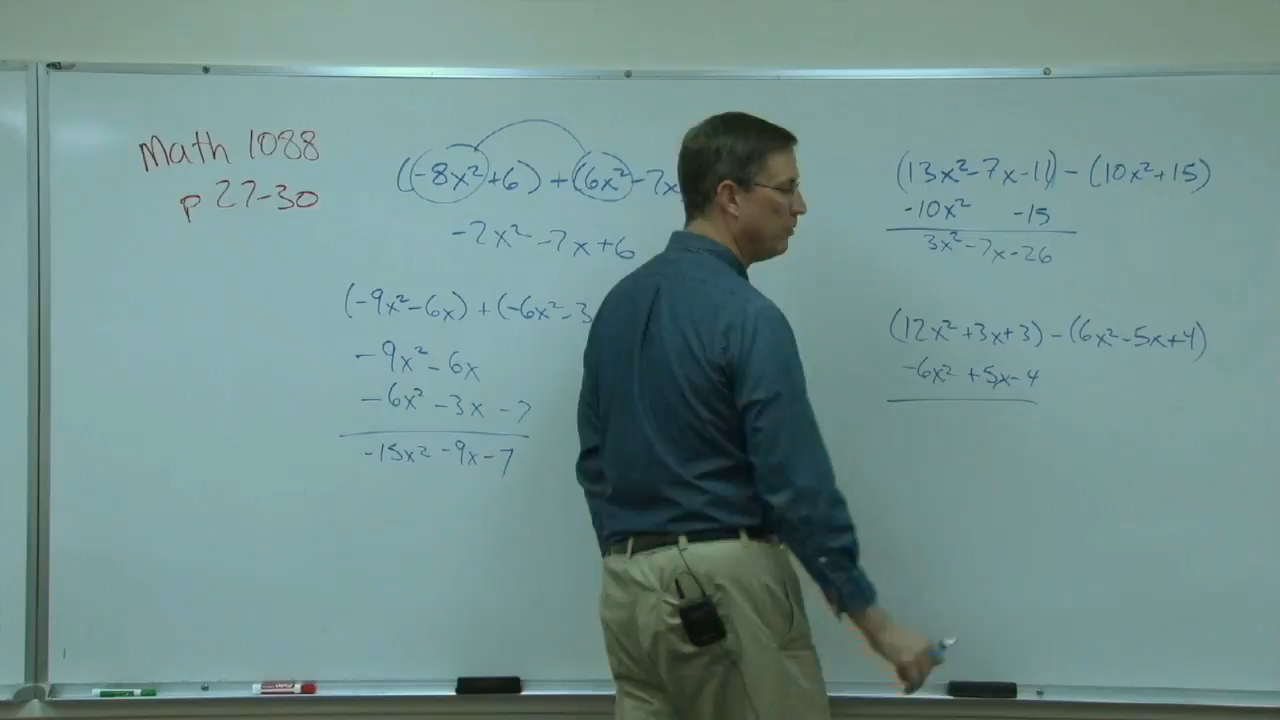 Math 1088
p 27-30
(-8x²+6) + (6x²-7x
-2x²-7x+6
(-9x²-6x) + (-6x²-3
-9x²-6x
-6x²-3x-7
-15x²-9x-7
(13x²-7x-11) - (10x²+15)
-10x² -15
3x²-7x-26
(12x²+3x+3) - (6x²-5x+4)
-6x²+5x-4